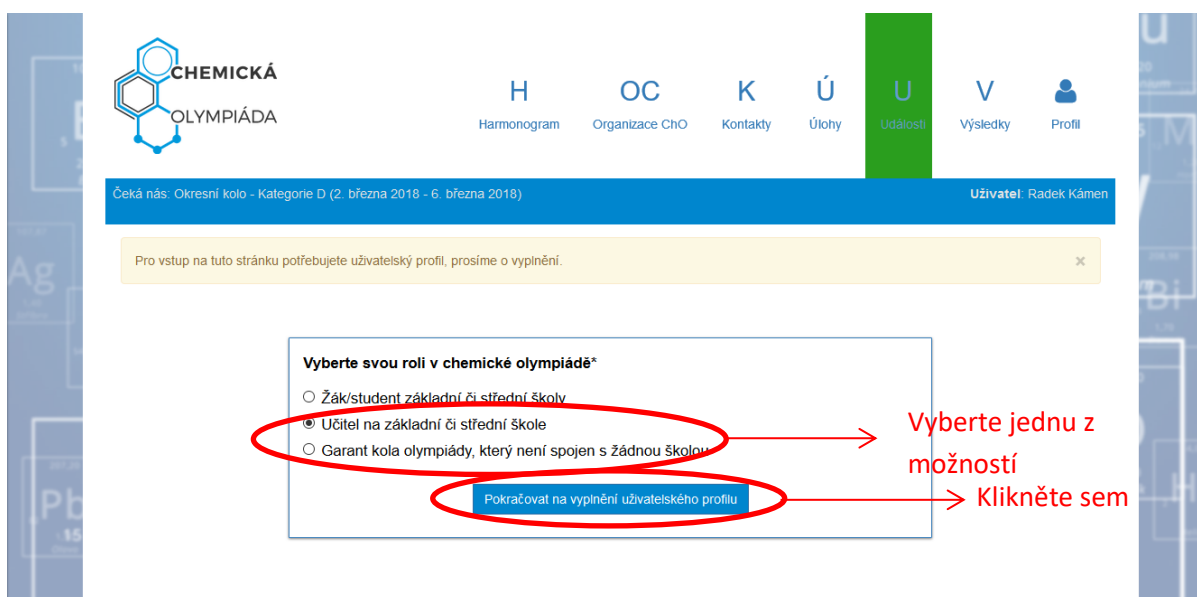 CHEMICKÁ
OLYMPIÁDA
H OC K Ú U V
Harmonogram Organizace ChO Kontakty Úlohy Události Výsledky Profil
Čeká nás: Okresní kolo - Kategorie D (2. března 2018 - 6. března 2018) Uživatel: Radek Kámen
Pro vstup na tuto stránku potřebujete uživatelský profil, prosíme o vyplnění. ×
Vyberte svou roli v chemické olympiádě*
Žák/student základní či střední školy
Učitel na základní či střední škole
Garant kola olympiády, který není spojen s žádnou školou
Pokračovat na vyplnění uživatelského profilu
Vyberte jednu z
možností
Klikněte sem
Ag
Pb
Bi